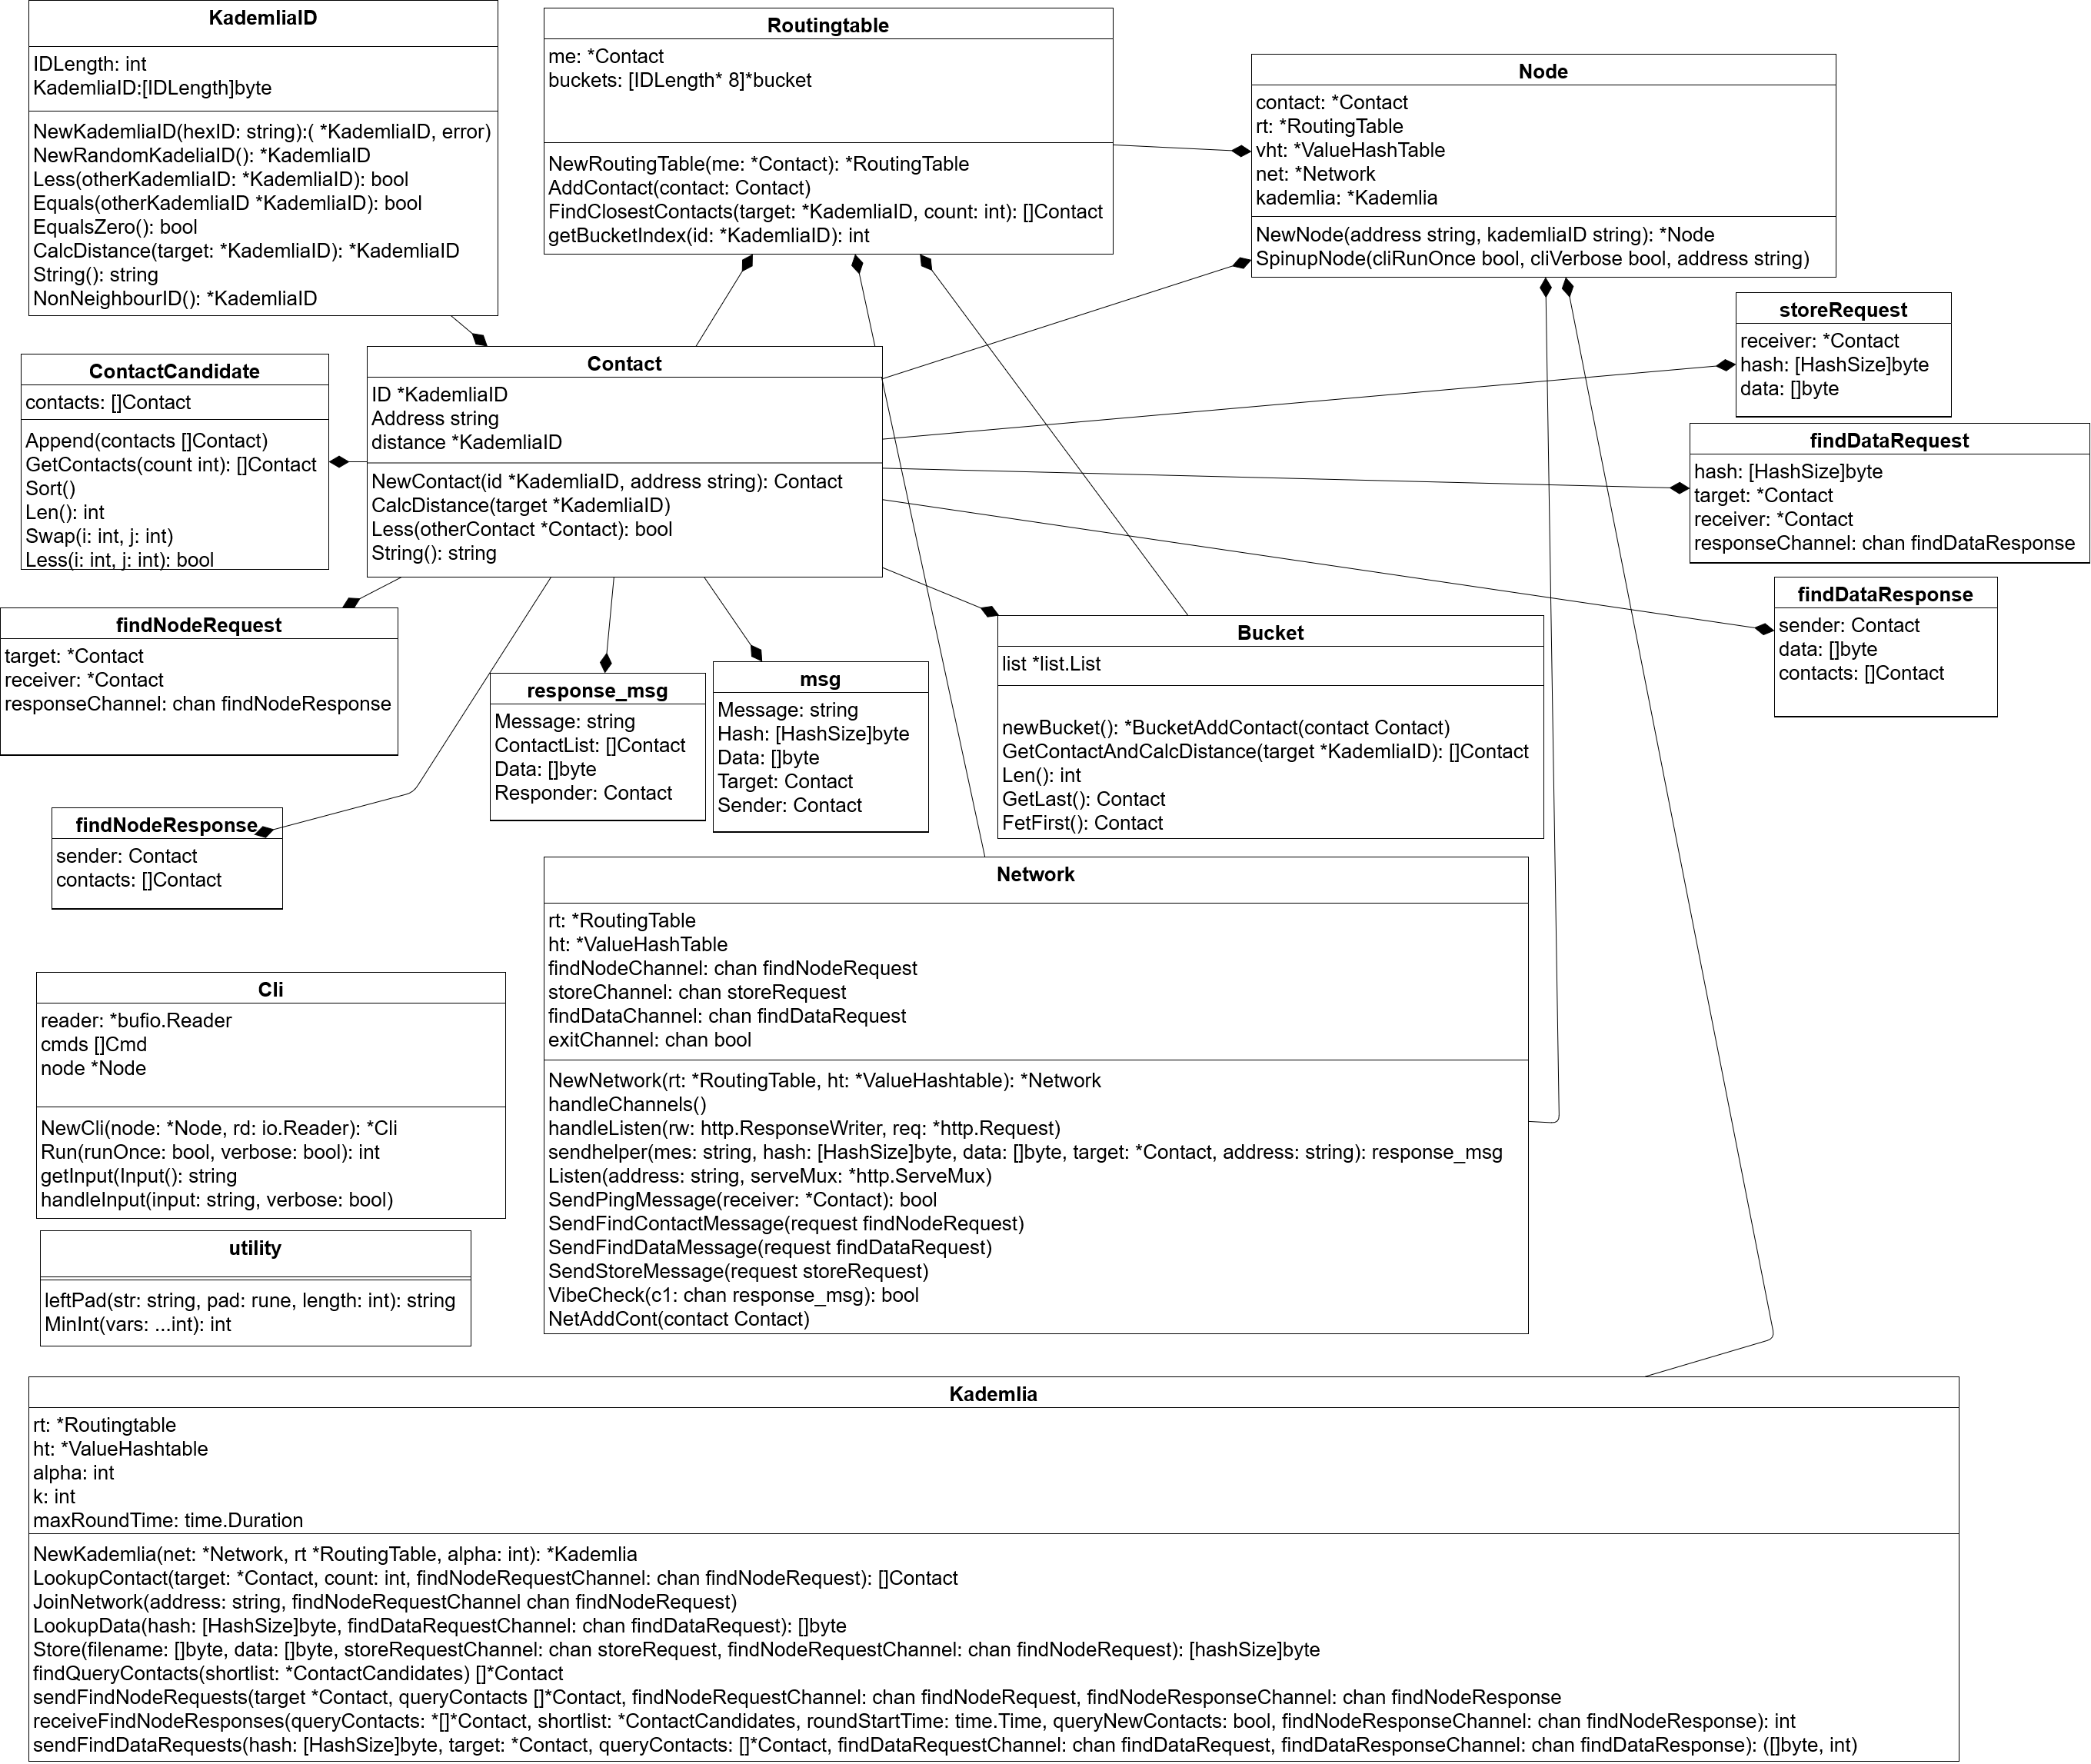 KademliaID
IDLength: int
KademliaID:[IDLength]byte
NewKademliaID(hexID: string):( *KademliaID, error)
NewRandomKadeliaID(): *KademliaID
Less(otherKademliaID: *KademliaID): bool
Equals(otherKademliaID *KademliaID): bool
EqualsZero(): bool
CalcDistance(target: *KademliaID): *KademliaID
String(): string
NonNeighbourID(): *KademliaID
Routingtable
me: *Contact
buckets: [IDLength* 8]*bucket
NewRoutingTable(me: *Contact): *RoutingTable
AddContact(contact: Contact)
FindClosestContacts(target: *KademliaID, count: int): []Contact
getBucketIndex(id: *KademliaID): int
Node
contact: *Contact
rt: *RoutingTable
vht: *ValueHashTable
net: *Network
kademlia: *Kademlia
NewNode(address string, kademliaID string): *Node
SpinupNode(cliRunOnce bool, cliVerbose bool, address string)
storeRequest
receiver: *Contact
hash: [HashSize]byte
data: []byte
ContactCandidate
contacts: []Contact
Append(contacts []Contact)
GetContacts(count int): []Contact
Sort()
Len(): int
Swap(i: int, j: int)
Less(i: int, j: int): bool
Contact
ID *KademliaID
Address string
distance *KademliaID
NewContact(id *KademliaID, address string): Contact
CalcDistance(target *KademliaID)
Less(otherContact *Contact): bool
String(): string
findDataRequest
hash: [HashSize]byte
target: *Contact
receiver: *Contact
responseChannel: chan findDataResponse
findDataResponse
sender: Contact
data: []byte
contacts: []Contact
findNodeRequest
target: *Contact
receiver: *Contact
responseChannel: chan findNodeResponse
response_msg
Message: string
ContactList: []Contact
Data: []byte
Responder: Contact
msg
Message: string
Hash: [HashSize]byte
Data: []byte
Target: Contact
Sender: Contact
Bucket
list *list.List
newBucket(): *BucketAddContact(contact Contact)
GetContactAndCalcDistance(target *KademliaID): []Contact
Len(): int
GetLast(): Contact
FetFirst(): Contact
findNodeResponse
sender: Contact
contacts: []Contact
Network
rt: *RoutingTable
ht: *ValueHashTable
findNodeChannel: chan findNodeRequest
storeChannel: chan storeRequest
findDataChannel: chan findDataRequest
exitChannel: chan bool
NewNetwork(rt: *RoutingTable, ht: *ValueHashtable): *Network
handleChannels()
handleListen(rw: http.ResponseWriter, req: *http.Request)
sendhelper(mes: string, hash: [HashSize]byte, data: []byte, target: *Contact, address: string): response_msg
Listen(address: string, serveMux: *http.ServeMux)
SendPingMessage(receiver: *Contact): bool
SendFindContactMessage(request findNodeRequest)
SendFindDataMessage(request findDataRequest)
SendStoreMessage(request storeRequest)
VibeCheck(c1: chan response_msg): bool
NetAddCont(contact Contact)
Cli
reader: *bufio.Reader
cmds []Cmd
node *Node
NewCli(node: *Node, rd: io.Reader): *Cli
Run(runOnce: bool, verbose: bool): int
getInput(Input(): string
handleInput(input: string, verbose: bool)
utility
leftPad(str: string, pad: rune, length: int): string
MinInt(vars: ...int): int
Kademlia
rt: *Routingtable
ht: *ValueHashtable
alpha: int
k: int
maxRoundTime: time.Duration
NewKademlia(net: *Network, rt *RoutingTable, alpha: int): *Kademlia
LookupContact(target: *Contact, count: int, findNodeRequestChannel: chan findNodeRequest): []Contact
JoinNetwork(address: string, findNodeRequestChannel chan findNodeRequest)
LookupData(hash: [HashSize]byte, findDataRequestChannel: chan findDataRequest): []byte
Store(filename: []byte, data: []byte, storeRequestChannel: chan storeRequest, findNodeRequestChannel: chan findNodeRequest): [hashSize]byte
findQueryContacts(shortlist: *ContactCandidates) []*Contact
sendFindNodeRequests(target *Contact, queryContacts []*Contact, findNodeRequestChannel: chan findNodeRequest, findNodeResponseChannel: chan findNodeResponse
receiveFindNodeResponses(queryContacts: *[]*Contact, shortlist: *ContactCandidates, roundStartTime: time.Time, queryNewContacts: bool, findNodeResponseChannel: chan findNodeResponse): int
sendFindDataRequests(hash: [HashSize]byte, target: *Contact, queryContacts: []*Contact, findDataRequestChannel: chan findDataRequest, findDataResponseChannel: chan findDataResponse): ([]byte, int)